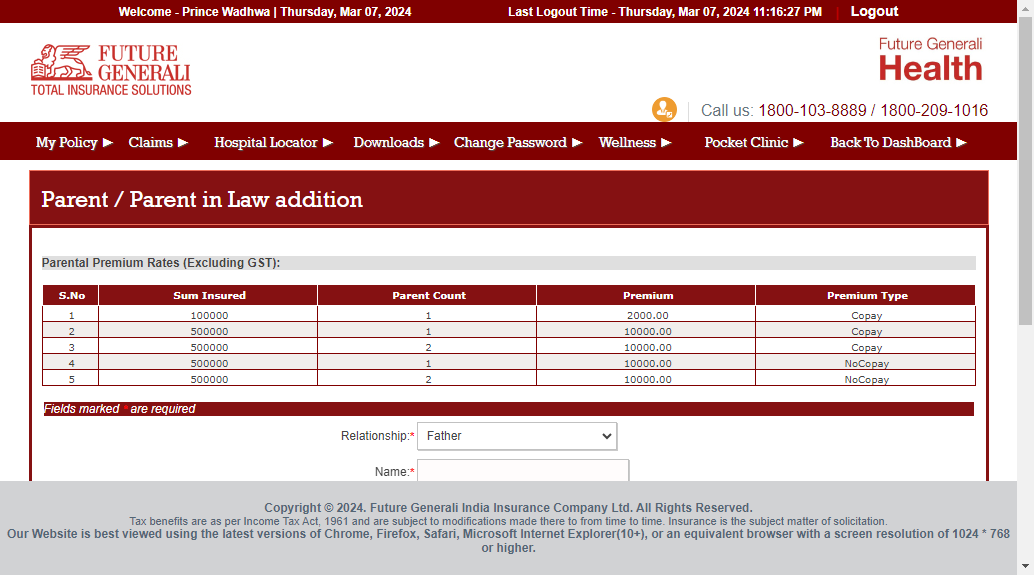 Welcome - Prince Wadhwa | Thursday, Mar 07, 2024 Last Logout Time - Thursday, Mar 07, 2024 11:16:27 PM | Logout
FUTURE
GENERALI
TOTAL INSURANCE SOLUTIONS
Future Generali
Health
Call us: 1800-103-8889 / 1800-209-1016
My Policy ▶ Claims ▶ Hospital Locator ▶ Downloads ▶ Change Password ▶ Wellness ▶ Pocket Clinic ▶ Back To DashBoard ▶
Parent / Parent in Law addition
Parental Premium Rates (Excluding GST):
S.No Sum Insured Parent Count Premium Premium Type
1 100000 1 2000.00 Copay
2 500000 1 10000.00 Copay
3 500000 2 10000.00 Copay
4 500000 1 10000.00 NoCopay
5 500000 2 10000.00 NoCopay
Fields marked * are required
Relationship:* Father
Name:*
Copyright © 2024. Future Generali India Insurance Company Ltd. All Rights Reserved.
Tax benefits are as per Income Tax Act, 1961 and are subject to modifications made there to from time to time. Insurance is the subject matter of solicitation.
Our Website is best viewed using the latest versions of Chrome, Firefox, Safari, Microsoft Internet Explorer(10+), or an equivalent browser with a screen resolution of 1024 * 768
or higher.